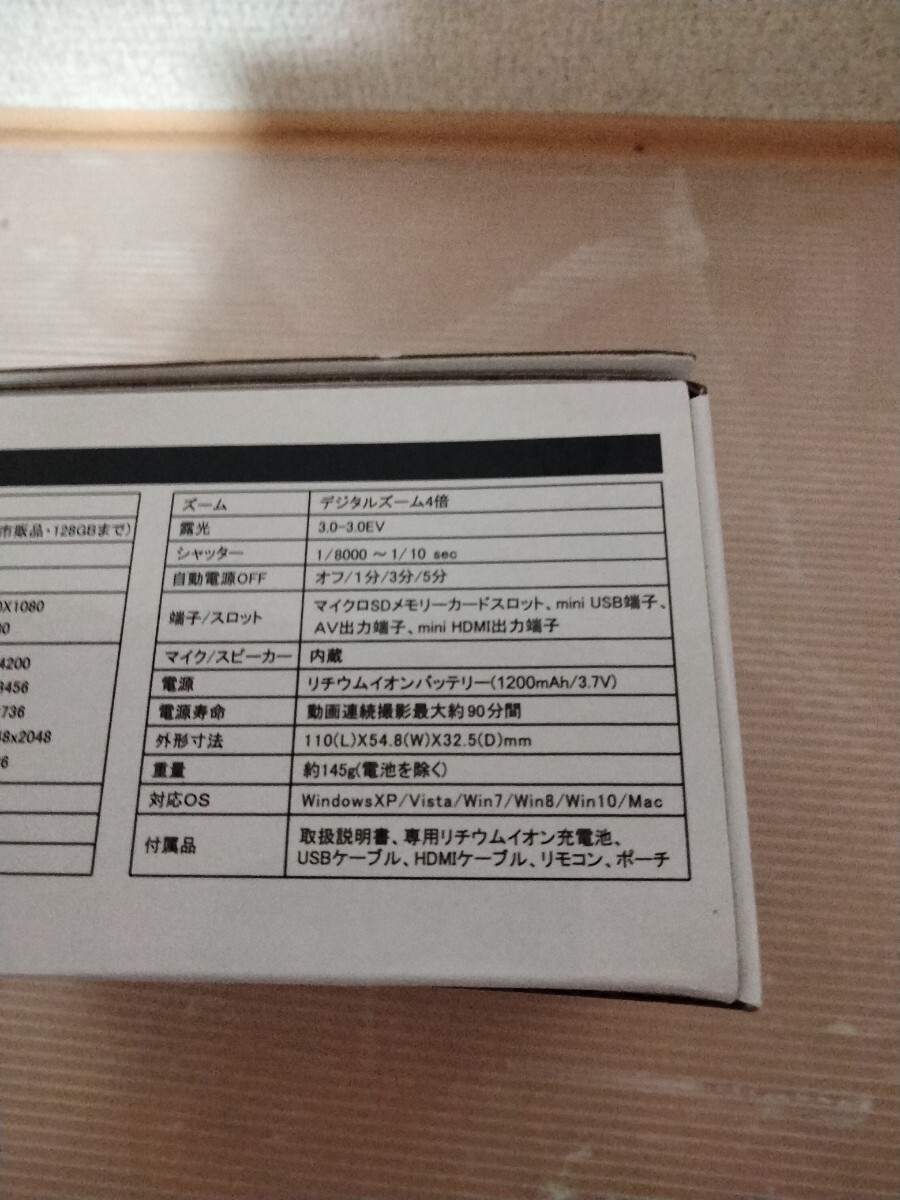 市販品・128GBまで)
0X1080
4200
3456
736
48x2048
ズーム デジタルズーム4倍
露光 3.0-3.0EV
シャッター 1/8000 ~ 1/10 sec
自動電源OFF オフ/1分/3分/5分
端子/スロット マイクロSDメモリーカードスロット、mini USB端子、
AV出力端子、mini HDMI出力端子
マイク/スピーカー 内蔵
電源 リチウムイオンバッテリー(1200mAh/3.7V)
電源寿命 動画連続撮影最大約90分間
外形寸法 110(L)X54.8(W)X32.5(D)mm
重量 約145g(電池を除く)
対応OS WindowsXP/Vista/Win7/Win8/Win10/Mac
付属品 取扱説明書、専用リチウムイオン充電池、
USBケーブル、HDMIケーブル、リモコン、ポーチ